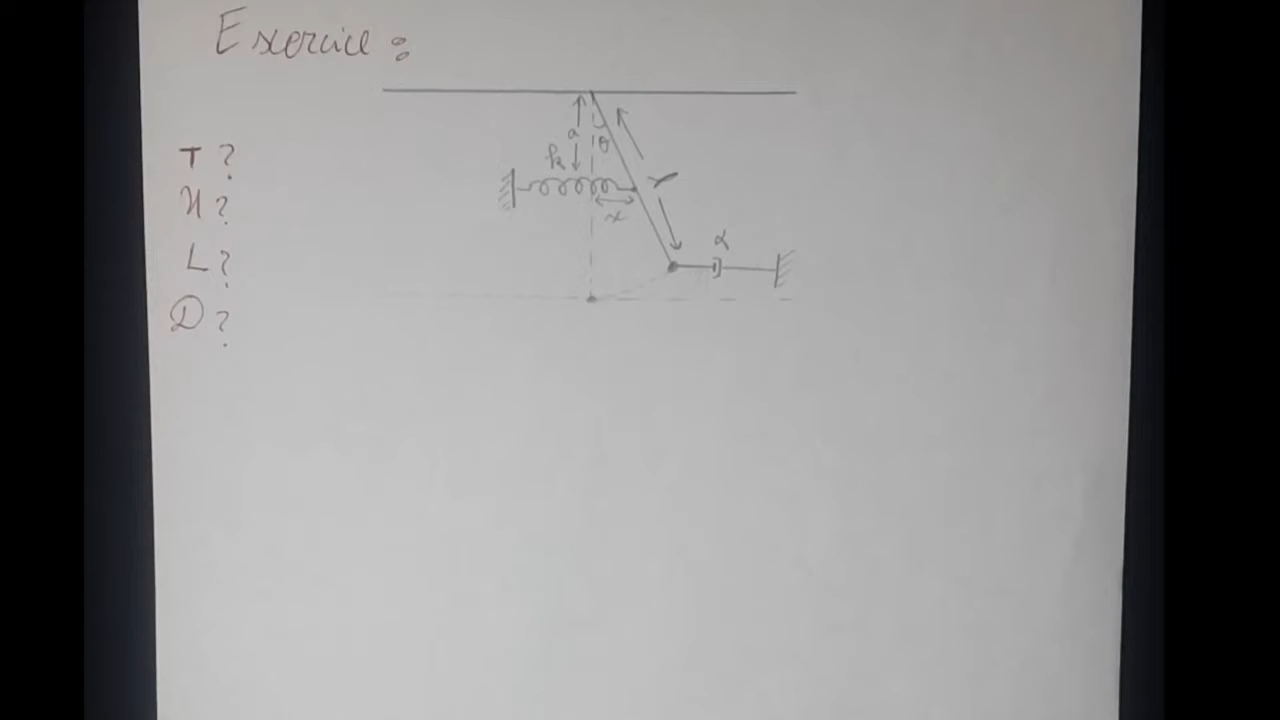 Exercice :
T ?
U ?
L ?
D ?
a
θ
k
x
α